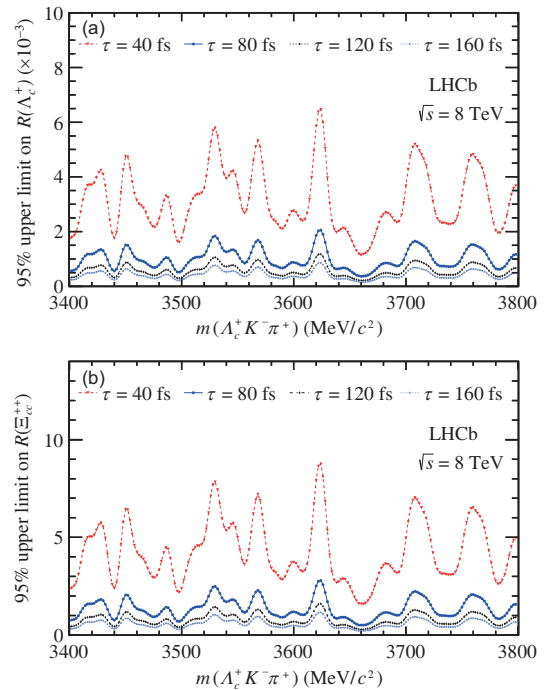 (a)
τ = 40 fs τ = 80 fs τ = 120 fs τ = 160 fs
LHCb
√s = 8 TeV
95% upper limit on R(Λc+) (×10−3)
10
8
6
4
2
0
3400 3500 3600 3700 3800
m(Λc+K−π+) (MeV/c2)
(b)
τ = 40 fs τ = 80 fs τ = 120 fs τ = 160 fs
LHCb
√s = 8 TeV
95% upper limit on R(Ξcc++)
10
5
0
3400 3500 3600 3700 3800
m(Λc+K−π+) (MeV/c2)